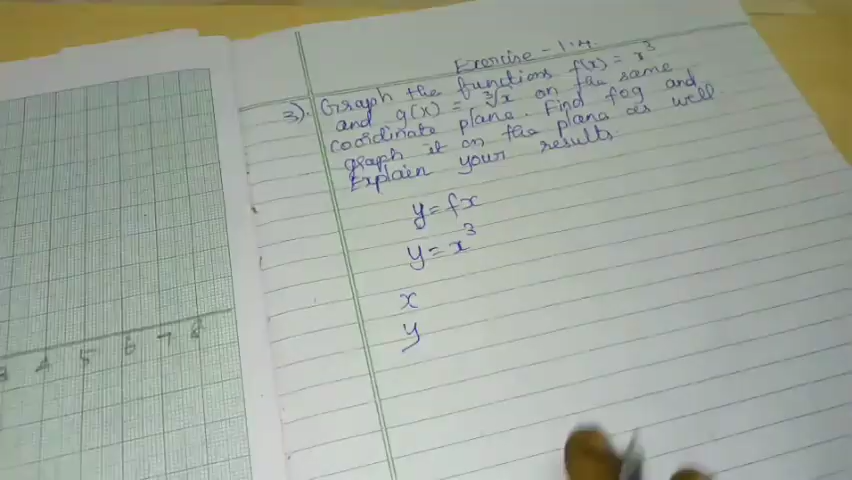 Exercise - 1.4.
3). Graph the functions f(x) = x³
and g(x) = ∛x on the same
coordinate plane. Find fog and
graph it on the plane as well
Explain your results
y = fx
y = x³
x
y
3 4 5 6 7 8